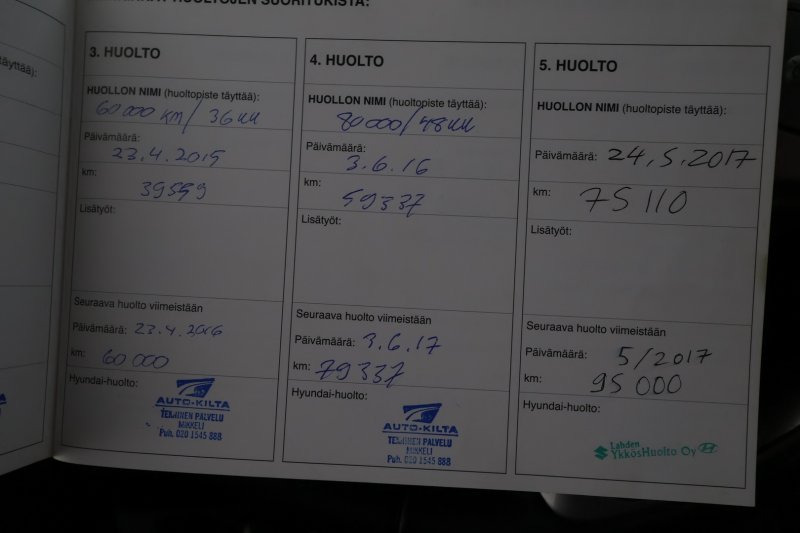 HUOLTOJEN SUORITUKISTA:
äyttää):
3. HUOLTO
HUOLLON NIMI (huoltopiste täyttää):
60 000 KM/36 KK
Päivämäärä:
23.4.2015
km:
39599
Lisätyöt:
Seuraava huolto viimeistään
Päivämäärä: 23.4.2016
km: 60 000
Hyundai-huolto:
AUTO-KILTA
TEKNINEN PALVELU
MIKKELI
Puh. 020 1545 888
4. HUOLTO
HUOLLON NIMI (huoltopiste täyttää):
80000/48KK
Päivämäärä:
3.6.16
km:
59337
Lisätyöt:
Seuraava huolto viimeistään
Päivämäärä: 3.6.17
km: 79337
Hyundai-huolto:
AUTO-KILTA
TEKNINEN PALVELU
MIKKELI
Puh. 020 1545 888
5. HUOLTO
HUOLLON NIMI (huoltopiste täyttää):
Päivämäärä: 24.5.2017
km: 75 110
Lisätyöt:
Seuraava huolto viimeistään
Päivämäärä: 5/2017
km: 95 000
Hyundai-huolto:
Lahden
YkkösHuolto Oy